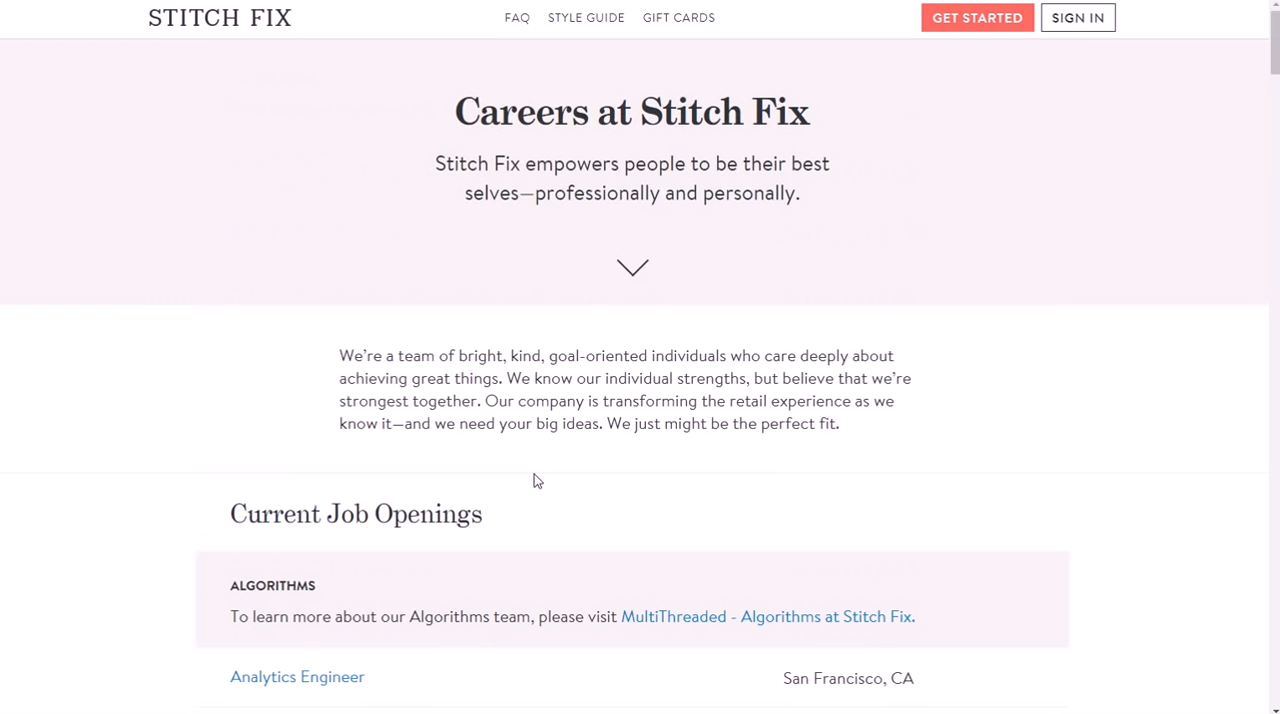 STITCH FIX
FAQ STYLE GUIDE GIFT CARDS
GET STARTED SIGN IN
Careers at Stitch Fix
Stitch Fix empowers people to be their best
selves—professionally and personally.
We’re a team of bright, kind, goal-oriented individuals who care deeply about
achieving great things. We know our individual strengths, but believe that we’re
strongest together. Our company is transforming the retail experience as we
know it—and we need your big ideas. We just might be the perfect fit.
Current Job Openings
ALGORITHMS
To learn more about our Algorithms team, please visit MultiThreaded - Algorithms at Stitch Fix.
Analytics Engineer San Francisco, CA